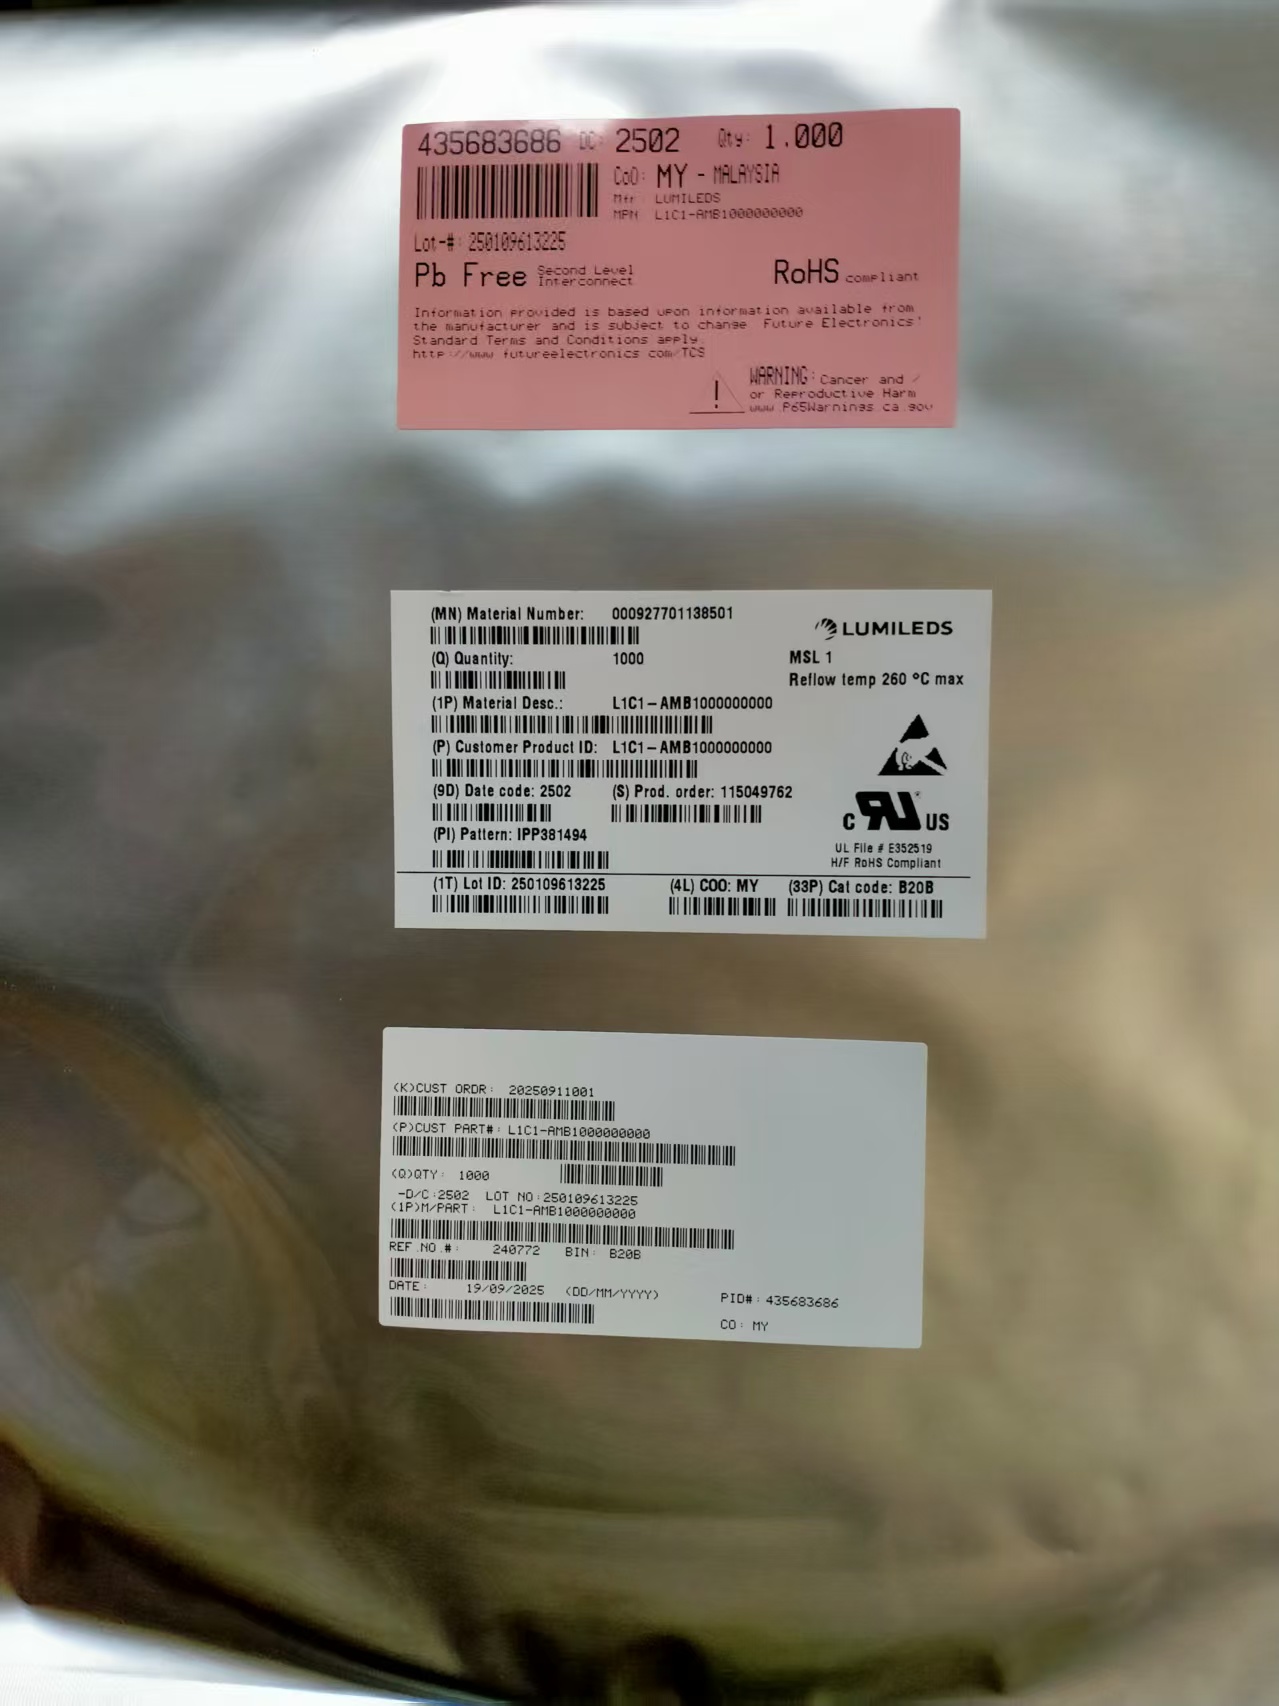 435683686 DC: 2502 Qty: 1.000
CoO: MY - MALAYSIA
Mfr LUMILEDS
MPN L1C1-AMB1000000000
Lot-#: 250109613225
Pb Free Second Level Interconnect RoHS compliant
Information provided is based upon information available from
the manufacturer and is subject to change Future Electronics'
Standard Terms and Conditions apply.
http://www futureelectronics com/TCS
WARNING: Cancer and /
or Reproductive Harm
www.P65Warnings.ca.gov
(MN) Material Number: 000927701138501
LUMILEDS
(Q) Quantity: 1000
MSL 1
Reflow temp 260 °C max
(1P) Material Desc.: L1C1-AMB1000000000
(P) Customer Product ID: L1C1-AMB1000000000
(9D) Date code: 2502 (S) Prod. order: 115049762
C RU US
(PI) Pattern: IPP381494
UL File # E352519
H/F RoHS Compliant
(1T) Lot ID: 250109613225 (4L) COO: MY (33P) Cat code: B20B
(K)CUST ORDR: 20250911001
(P)CUST PART#: L1C1-AMB1000000000
(Q)QTY: 1000
-D/C:2502 LOT NO:250109613225
(1P)M/PART: L1C1-AMB1000000000
REF.NO.#: 240772 BIN: B20B
DATE: 19/09/2025 (DD/MM/YYYY)
PID#: 435683686
CO: MY